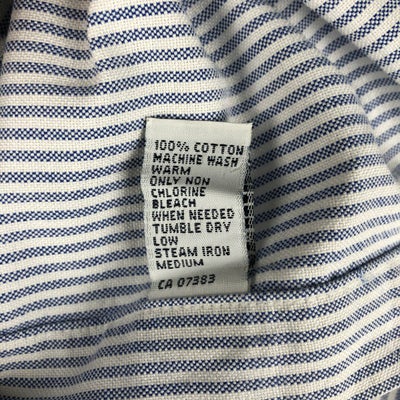 100% COTTON
MACHINE WASH
WARM
ONLY NON
CHLORINE
BLEACH
WHEN NEEDED
TUMBLE DRY
LOW
STEAM IRON
MEDIUM
CA 07383